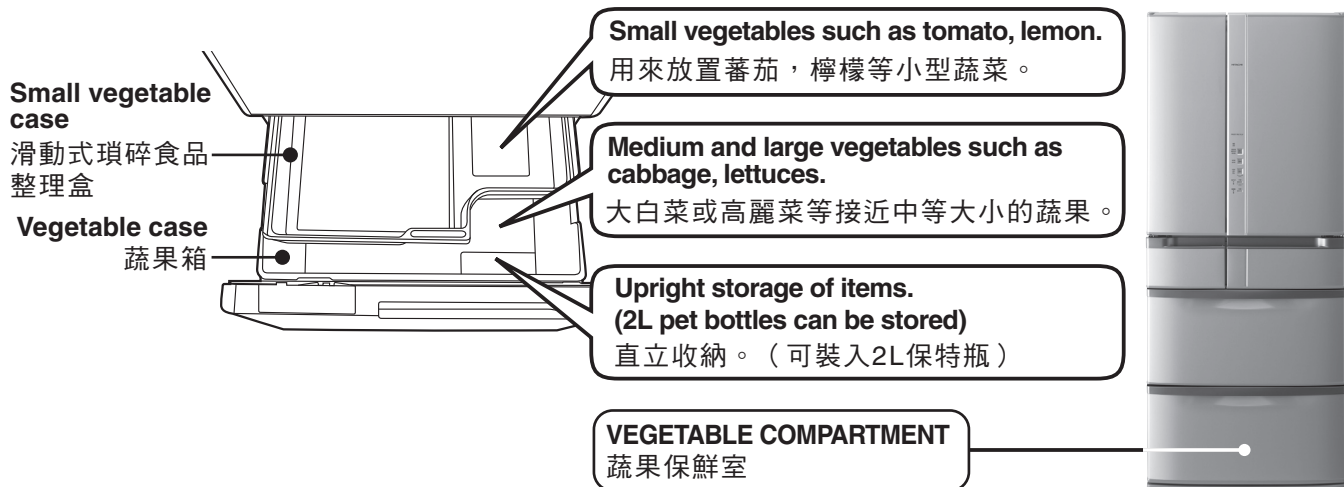 Small vegetable
case
滑動式瑣碎食品
整理盒
Vegetable case
蔬果箱
Small vegetables such as tomato, lemon.
用來放置蕃茄，檸檬等小型蔬菜。
Medium and large vegetables such as
cabbage, lettuces.
大白菜或高麗菜等接近中等大小的蔬果。
Upright storage of items.
(2L pet bottles can be stored)
直立收納。（可裝入2L保特瓶）
VEGETABLE COMPARTMENT
蔬果保鮮室